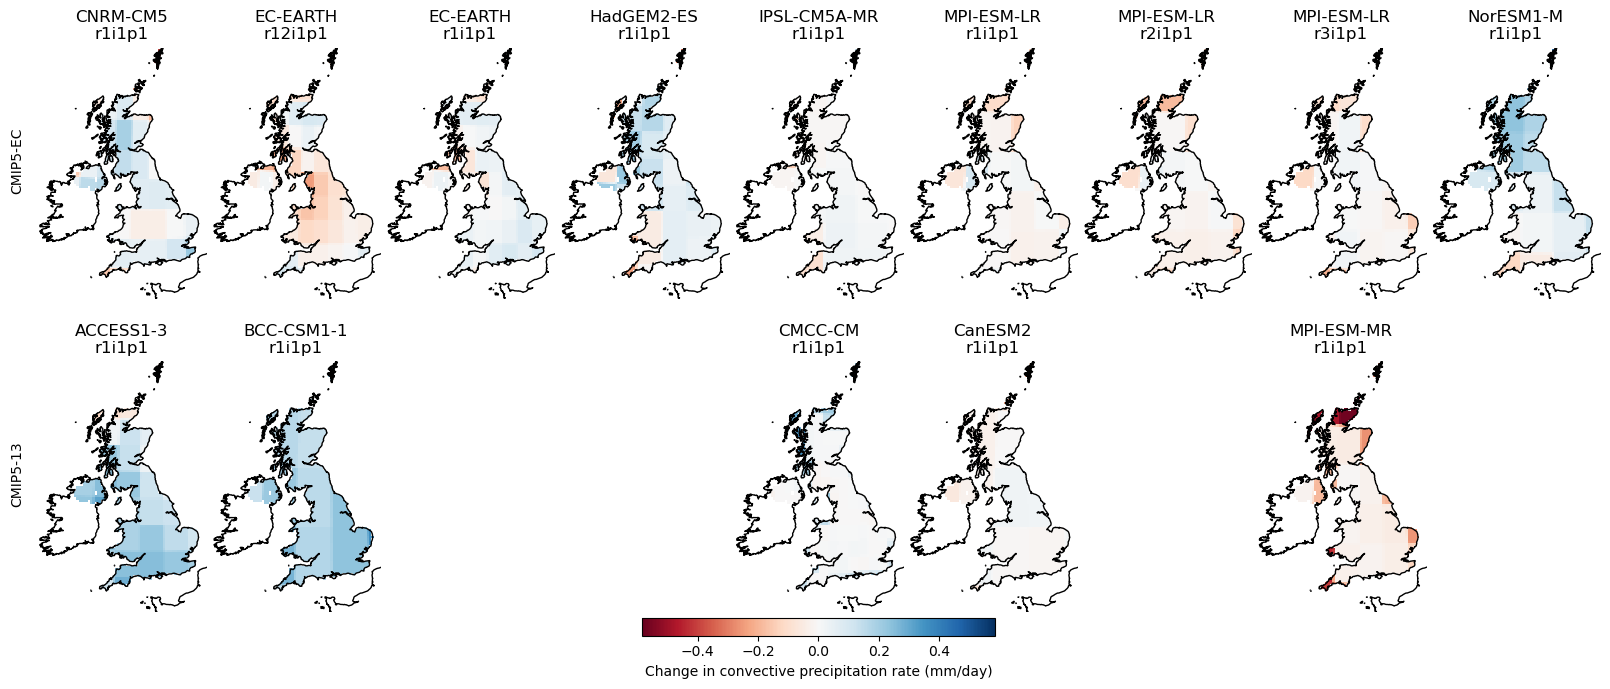 CNRM-CM5
r1i1p1
EC-EARTH
r12i1p1
EC-EARTH
r1i1p1
HadGEM2-ES
r1i1p1
IPSL-CM5A-MR
r1i1p1
MPI-ESM-LR
r1i1p1
MPI-ESM-LR
r2i1p1
MPI-ESM-LR
r3i1p1
NorESM1-M
r1i1p1
CMIP5-EC
ACCESS1-3
r1i1p1
BCC-CSM1-1
r1i1p1
CMCC-CM
r1i1p1
CanESM2
r1i1p1
MPI-ESM-MR
r1i1p1
CMIP5-13
−0.4 −0.2 0.0 0.2 0.4
Change in convective precipitation rate (mm/day)